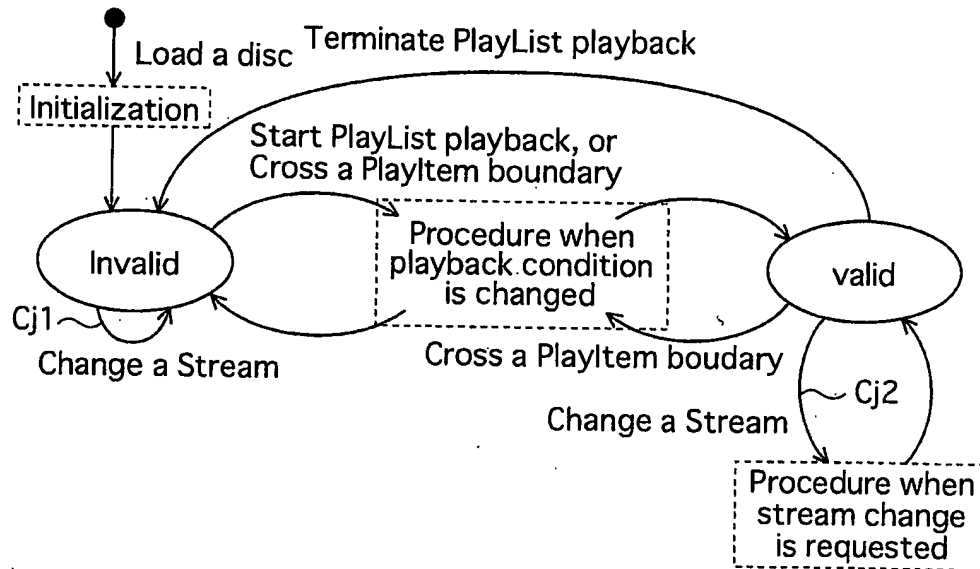 Load a disc
Terminate PlayList playback
Initialization
Start PlayList playback, or
Cross a PlayItem boundary
Invalid
Procedure when
playback condition
is changed
valid
Cj1
Change a Stream
Cross a PlayItem boudary
Cj2
Change a Stream
Procedure when
stream change
is requested